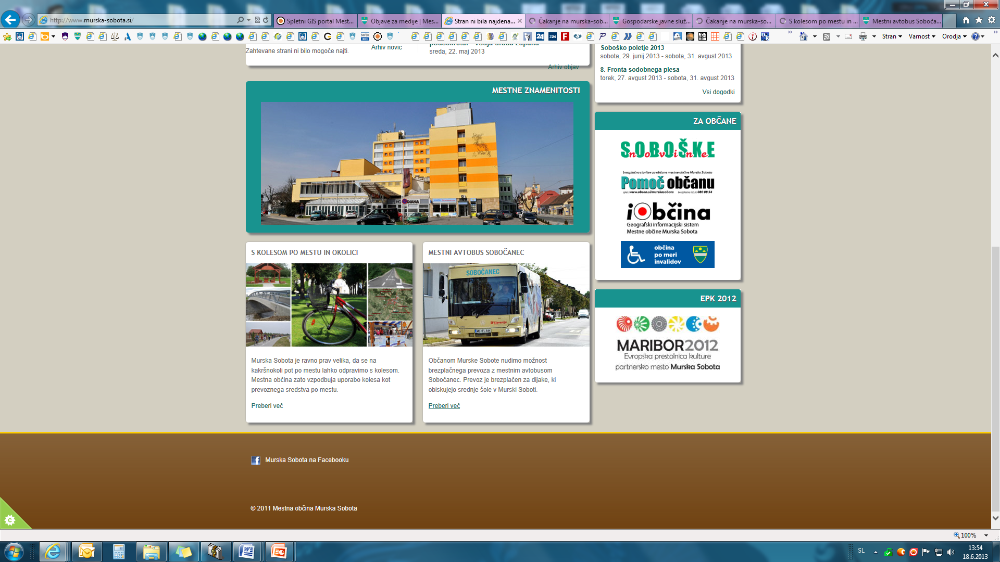 http://www.murska-sobota.si/
Spletni GIS portal Mest...
Objave za medije | Mes...
Stran ni bila najdena...
Čakanje na murska-sob...
Gospodarske javne služ...
Čakanje na murska-so...
S kolesom po mestu in ...
Mestni avtobus Soboča...
Stran
Varnost
Orodja
Zahtevane strani ni bilo mogoče najti.
Arhiv novic
sreda, 22. maj 2013
Arhiv objav
Soboško poletje 2013
sobota, 29. junij 2013 - sobota, 31. avgust 2013
8. Fronta sodobnega plesa
torek, 27. avgust 2013 - sobota, 31. avgust 2013
Vsi dogodki
MESTNE ZNAMENITOSTI
DIANA
ZA OBČANE
SOBOŠKE
novine
brezplačna storitev za občane mestne občine Murska Sobota
Pomoč občanu
splet: www.obcan.si/murskasobota brezplačna tel. št: 080 88 54
iObčina
Geografski informacijski sistem
Mestne občine Murska Sobota
občina
po meri
invalidov
EPK 2012
MARIBOR2012
Evropska prestolnica kulture
partnersko mesto Murska Sobota
S KOLESOM PO MESTU IN OKOLICI
Murska Sobota je ravno prav velika, da se na
kakršnokoli pot po mestu lahko odpravimo s kolesom.
Mestna občina zato vzpodbuja uporabo kolesa kot
prevoznega sredstva po mestu.
Preberi več
MESTNI AVTOBUS SOBOČANEC
SOBOČANEC
Slovenija
MS FL-644
Občanom Murske Sobote nudimo možnost
brezplačnega prevoza z mestnim avtobusom
Sobočanec. Prevoz je brezplačen za dijake, ki
obiskujejo srednje šole v Murski Soboti.
Preberi več
Murska Sobota na Facebooku
© 2011 Mestna občina Murska Sobota
100%
SL
13:54
18.6.2013